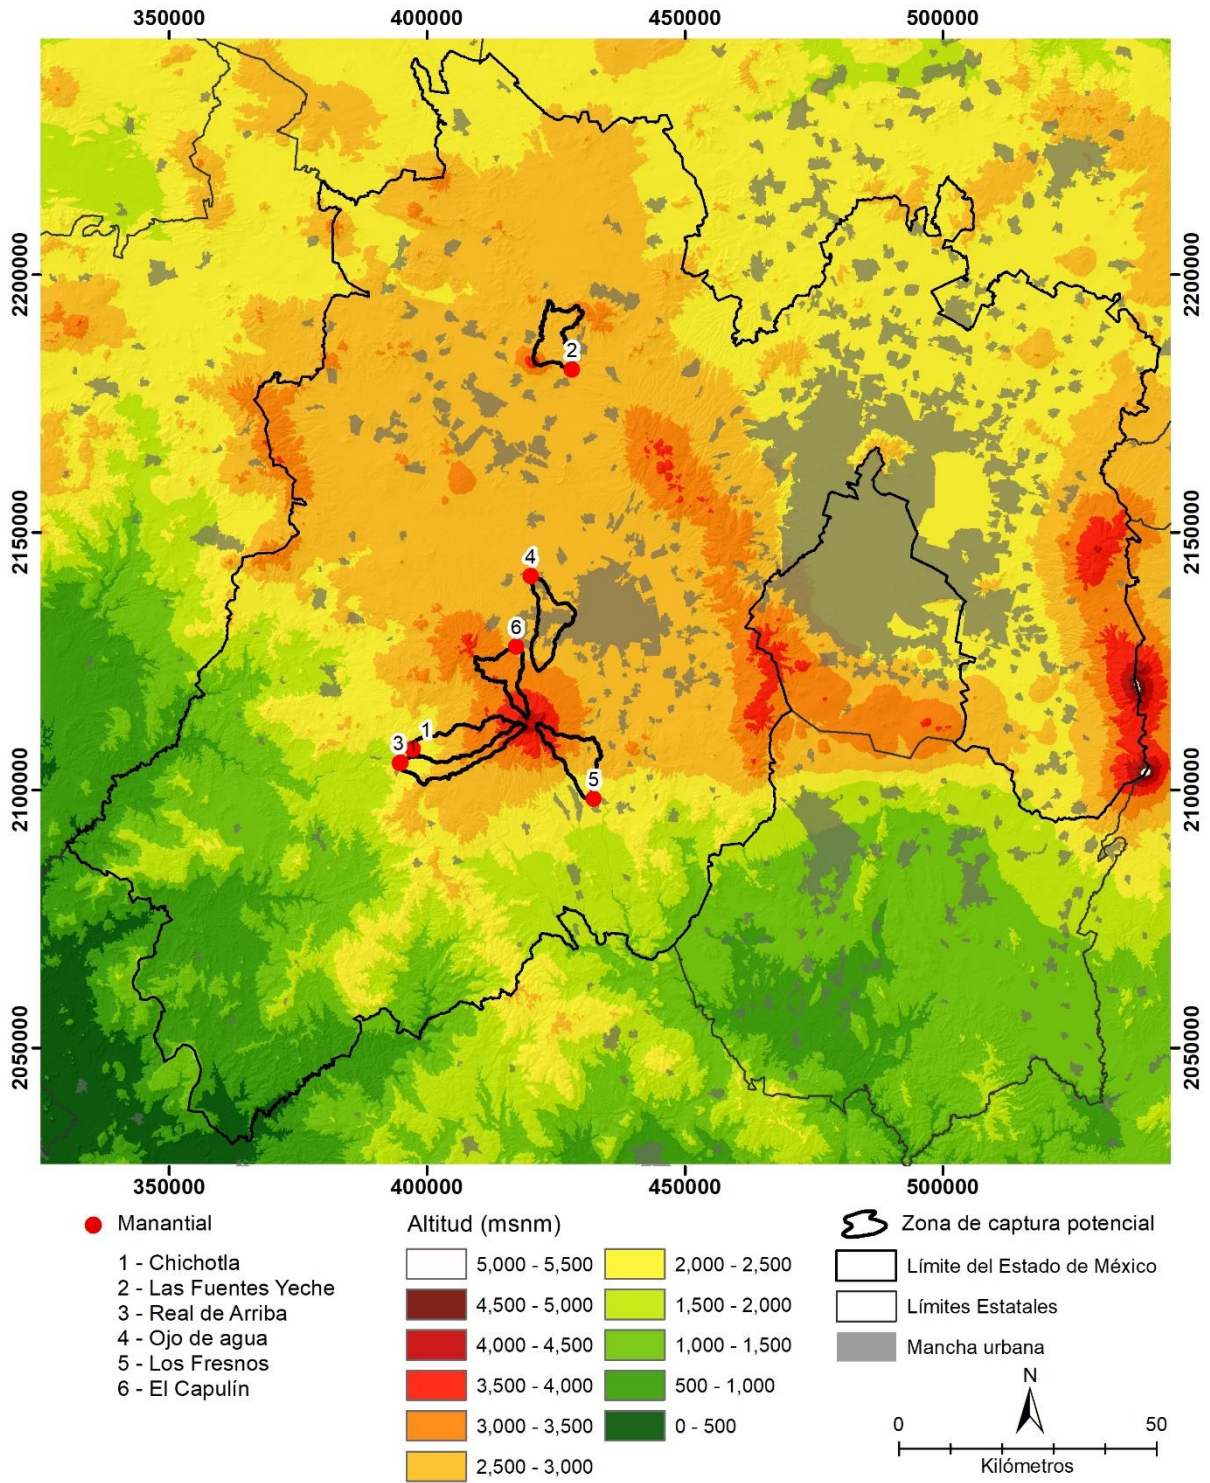 350000 400000 450000 500000
2200000 2200000
2
2150000 2150000
4
6
1
3
5
2100000 2100000
2050000 2050000
350000 400000 450000 500000
Manantial
1 - Chichotla
2 - Las Fuentes Yeche
3 - Real de Arriba
4 - Ojo de agua
5 - Los Fresnos
6 - El Capulín
Altitud (msnm)
5,000 - 5,500
4,500 - 5,000
4,000 - 4,500
3,500 - 4,000
3,000 - 3,500
2,500 - 3,000
2,000 - 2,500
1,500 - 2,000
1,000 - 1,500
500 - 1,000
0 - 500
Zona de captura potencial
Límite del Estado de México
Límites Estatales
Mancha urbana
N
0 50
Kilómetros